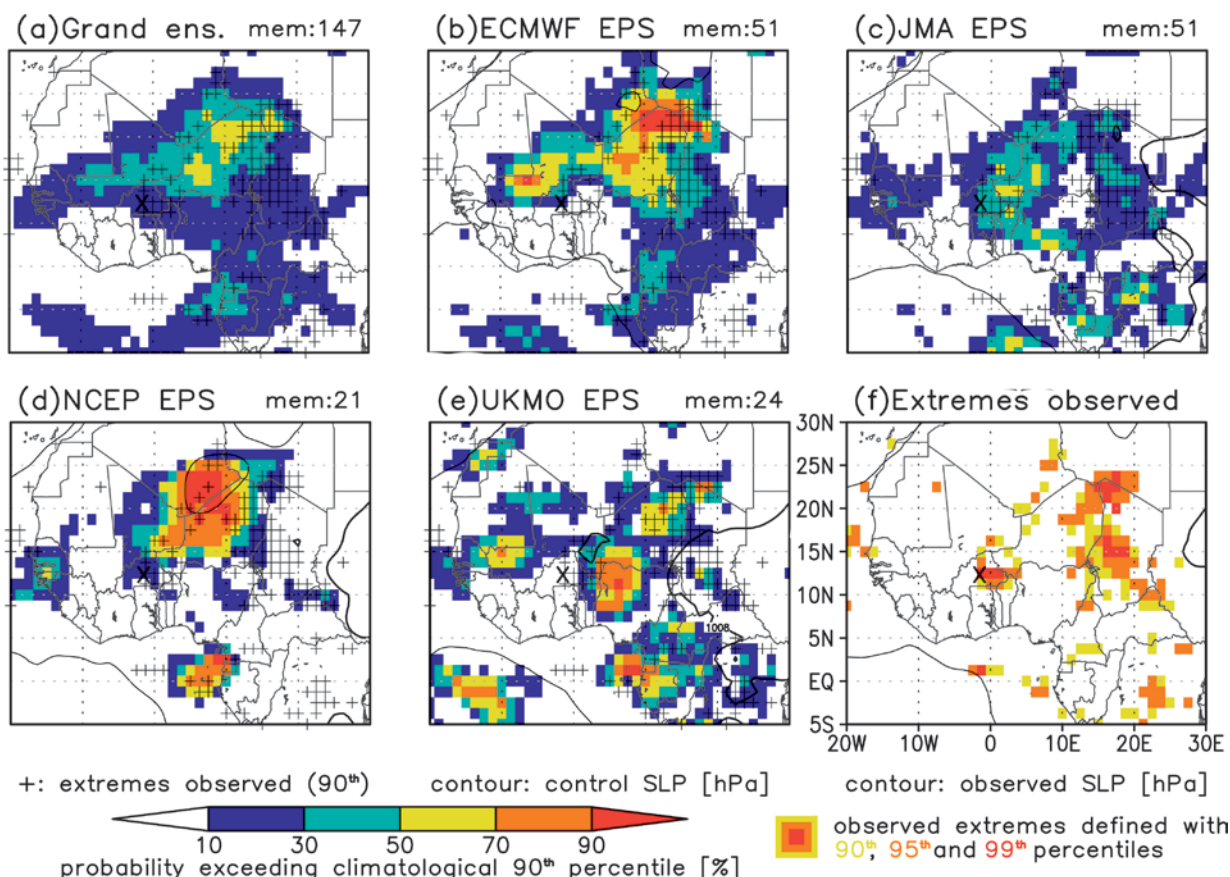 (a)Grand ens. mem:147
(b)ECMWF EPS mem:51
(c)JMA EPS mem:51
X
X
X
(d)NCEP EPS mem:21
(e)UKMO EPS mem:24
(f)Extremes observed
X
X
1008
X
30N
25N
20N
15N
10N
5N
EQ
5S
20W 10W 0 10E 20E 30E
+: extremes observed (90th)
contour: control SLP [hPa]
contour: observed SLP [hPa]
10 30 50 70 90
probability exceeding climatological 90th percentile [%]
observed extremes defined with
90th, 95th and 99th percentiles